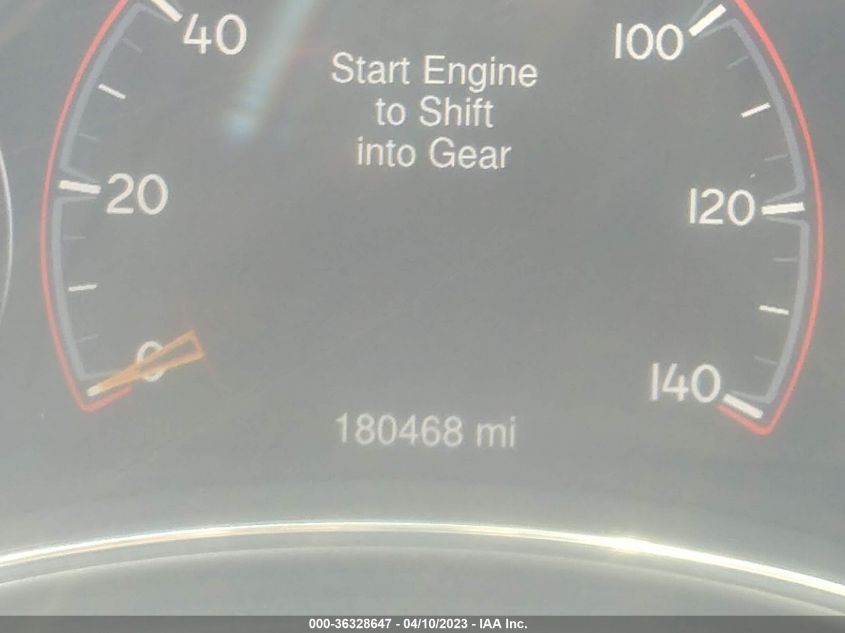 40
100
Start Engine
to Shift
into Gear
20
120
0
140
180468 mi
000-36328647 - 04/10/2023 - IAA Inc.